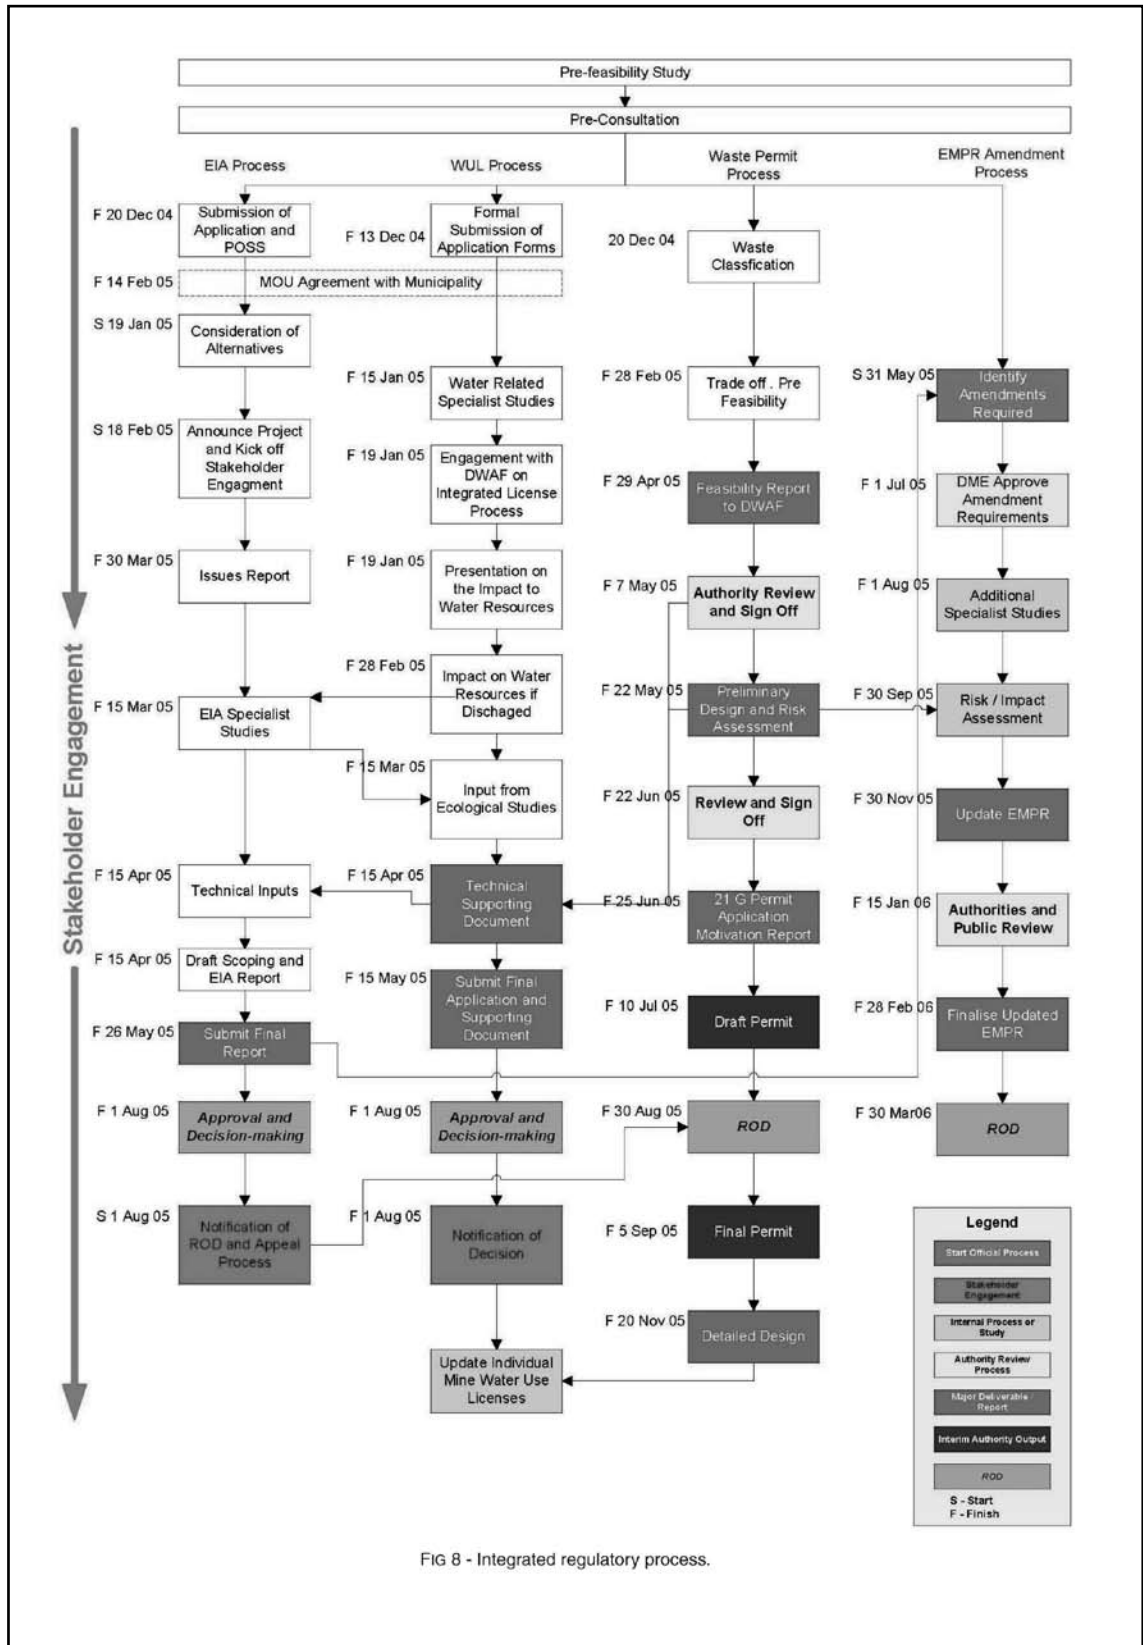 Pre-feasibility Study
Pre-Consultation
Stakeholder Engagement
EIA Process
F 20 Dec 04
Submission of
Application and
POSS
F 14 Feb 05
MOU Agreement with Municipality
S 19 Jan 05
Consideration of
Alternatives
S 18 Feb 05
Announce Project
and Kick off
Stakeholder
Engagment
F 30 Mar 05
Issues Report
F 15 Mar 05
EIA Specialist
Studies
F 15 Apr 05
Technical Inputs
F 15 Apr 05
Draft Scoping and
EIA Report
F 26 May 05
Submit Final
Report
F 1 Aug 05
Approval and
Decision-making
S 1 Aug 05
Notification of
ROD and Appeal
Process
WUL Process
F 13 Dec 04
Formal
Submission of
Application Forms
F 15 Jan 05
Water Related
Specialist Studies
F 19 Jan 05
Engagement with
DWAF on
Integrated License
Process
F 19 Jan 05
Presentation on
the Impact to
Water Resources
F 28 Feb 05
Impact on Water
Resources if
Dischaged
F 15 Mar 05
Input from
Ecological Studies
F 15 Apr 05
Technical
Supporting
Document
F 15 May 05
Submit Final
Application and
Supporting
Document
F 1 Aug 05
Approval and
Decision-making
F 1 Aug 05
Notification of
Decision
Update Individual
Mine Water Use
Licenses
Waste Permit
Process
20 Dec 04
Waste
Classfication
F 28 Feb 05
Trade off . Pre
Feasibility
F 29 Apr 05
Feasibility Report
to DWAF
F 7 May 05
Authority Review
and Sign Off
F 22 May 05
Preliminary
Design and Risk
Assessment
F 22 Jun 05
Review and Sign
Off
F 25 Jun 05
21 G Permit
Application
Motivation Report
F 10 Jul 05
Draft Permit
F 30 Aug 05
ROD
F 5 Sep 05
Final Permit
F 20 Nov 05
Detailed Design
EMPR Amendment
Process
S 31 May 05
Identify
Amendments
Required
F 1 Jul 05
DME Approve
Amendment
Requirements
F 1 Aug 05
Additional
Specialist Studies
F 30 Sep 05
Risk / Impact
Assessment
F 30 Nov 05
Update EMPR
F 15 Jan 06
Authorities and
Public Review
F 28 Feb 06
Finalise Updated
EMPR
F 30 Mar06
ROD
Legend
Start Official Process
Stakeholder
Engagement
Internal Process or
Study
Authority Review
Process
Major Deliverable /
Report
Interim Authority Output
ROD
S - Start
F - Finish
FIG 8 - Integrated regulatory process.